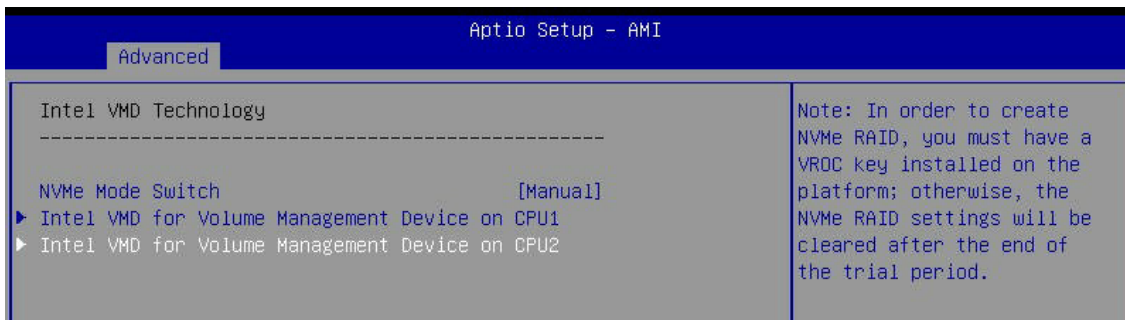 Aptio Setup - AMI
Advanced
Intel VMD Technology
--------------------------------------------------
NVMe Mode Switch [Manual]
Intel VMD for Volume Management Device on CPU1
Intel VMD for Volume Management Device on CPU2
Note: In order to create
NVMe RAID, you must have a
VROC key installed on the
platform; otherwise, the
NVMe RAID settings will be
cleared after the end of
the trial period.